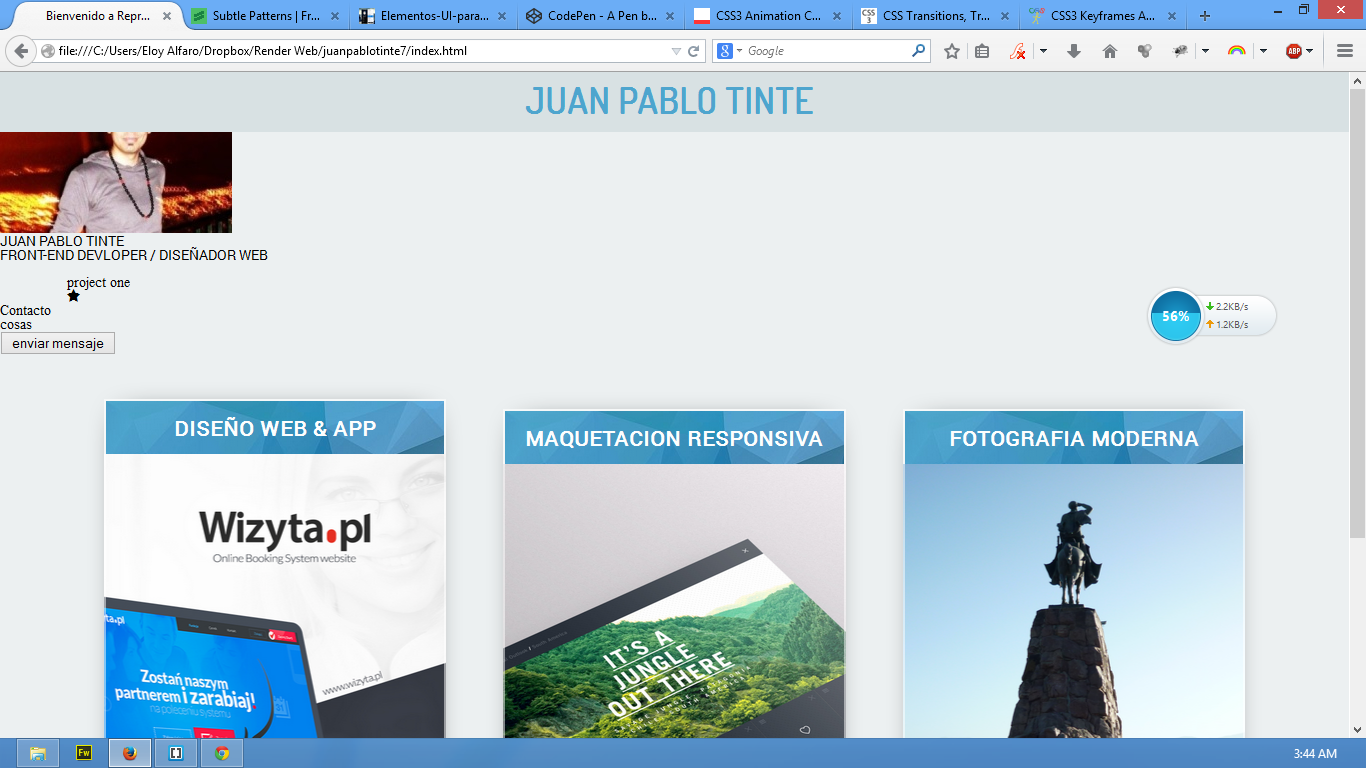 Bienvenido a Repr...
Subtle Patterns | Fr...
Elementos-UI-para...
CodePen - A Pen b...
CSS3 Animation C...
CSS Transitions, Tr...
CSS3 Keyframes A...
file:///C:/Users/Eloy Alfaro/Dropbox/Render Web/juanpablotinte7/index.html
Google
ABP
JUAN PABLO TINTE
JUAN PABLO TINTE
FRONT-END DEVLOPER / DISEÑADOR WEB
project one
Contacto
cosas
enviar mensaje
56%
2.2KB/s
1.2KB/s
DISEÑO WEB & APP
MAQUETACION RESPONSIVA
FOTOGRAFIA MODERNA
Wizyta.pl
Online Booking System website
Zostań naszym
partnerem i zarabiaj!
na poleceniu systemu
www.wizyta.pl
IT'S A
JUNGLE
OUT THERE
Fw
3:44 AM